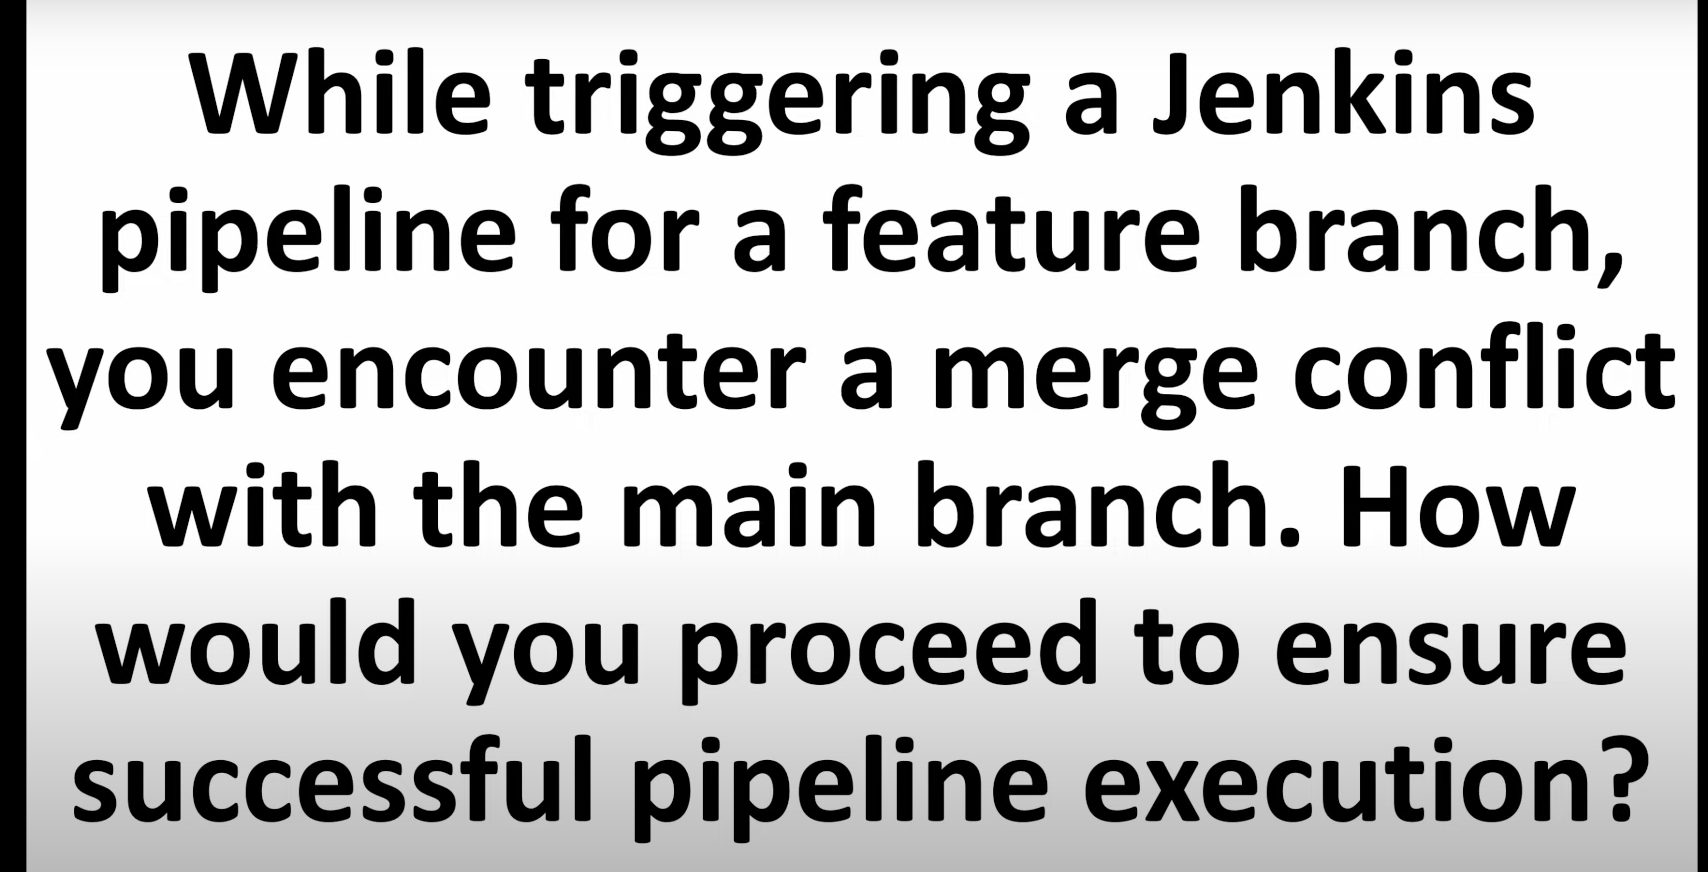 While triggering a Jenkins
pipeline for a feature branch,
you encounter a merge conflict
with the main branch. How
would you proceed to ensure
successful pipeline execution?